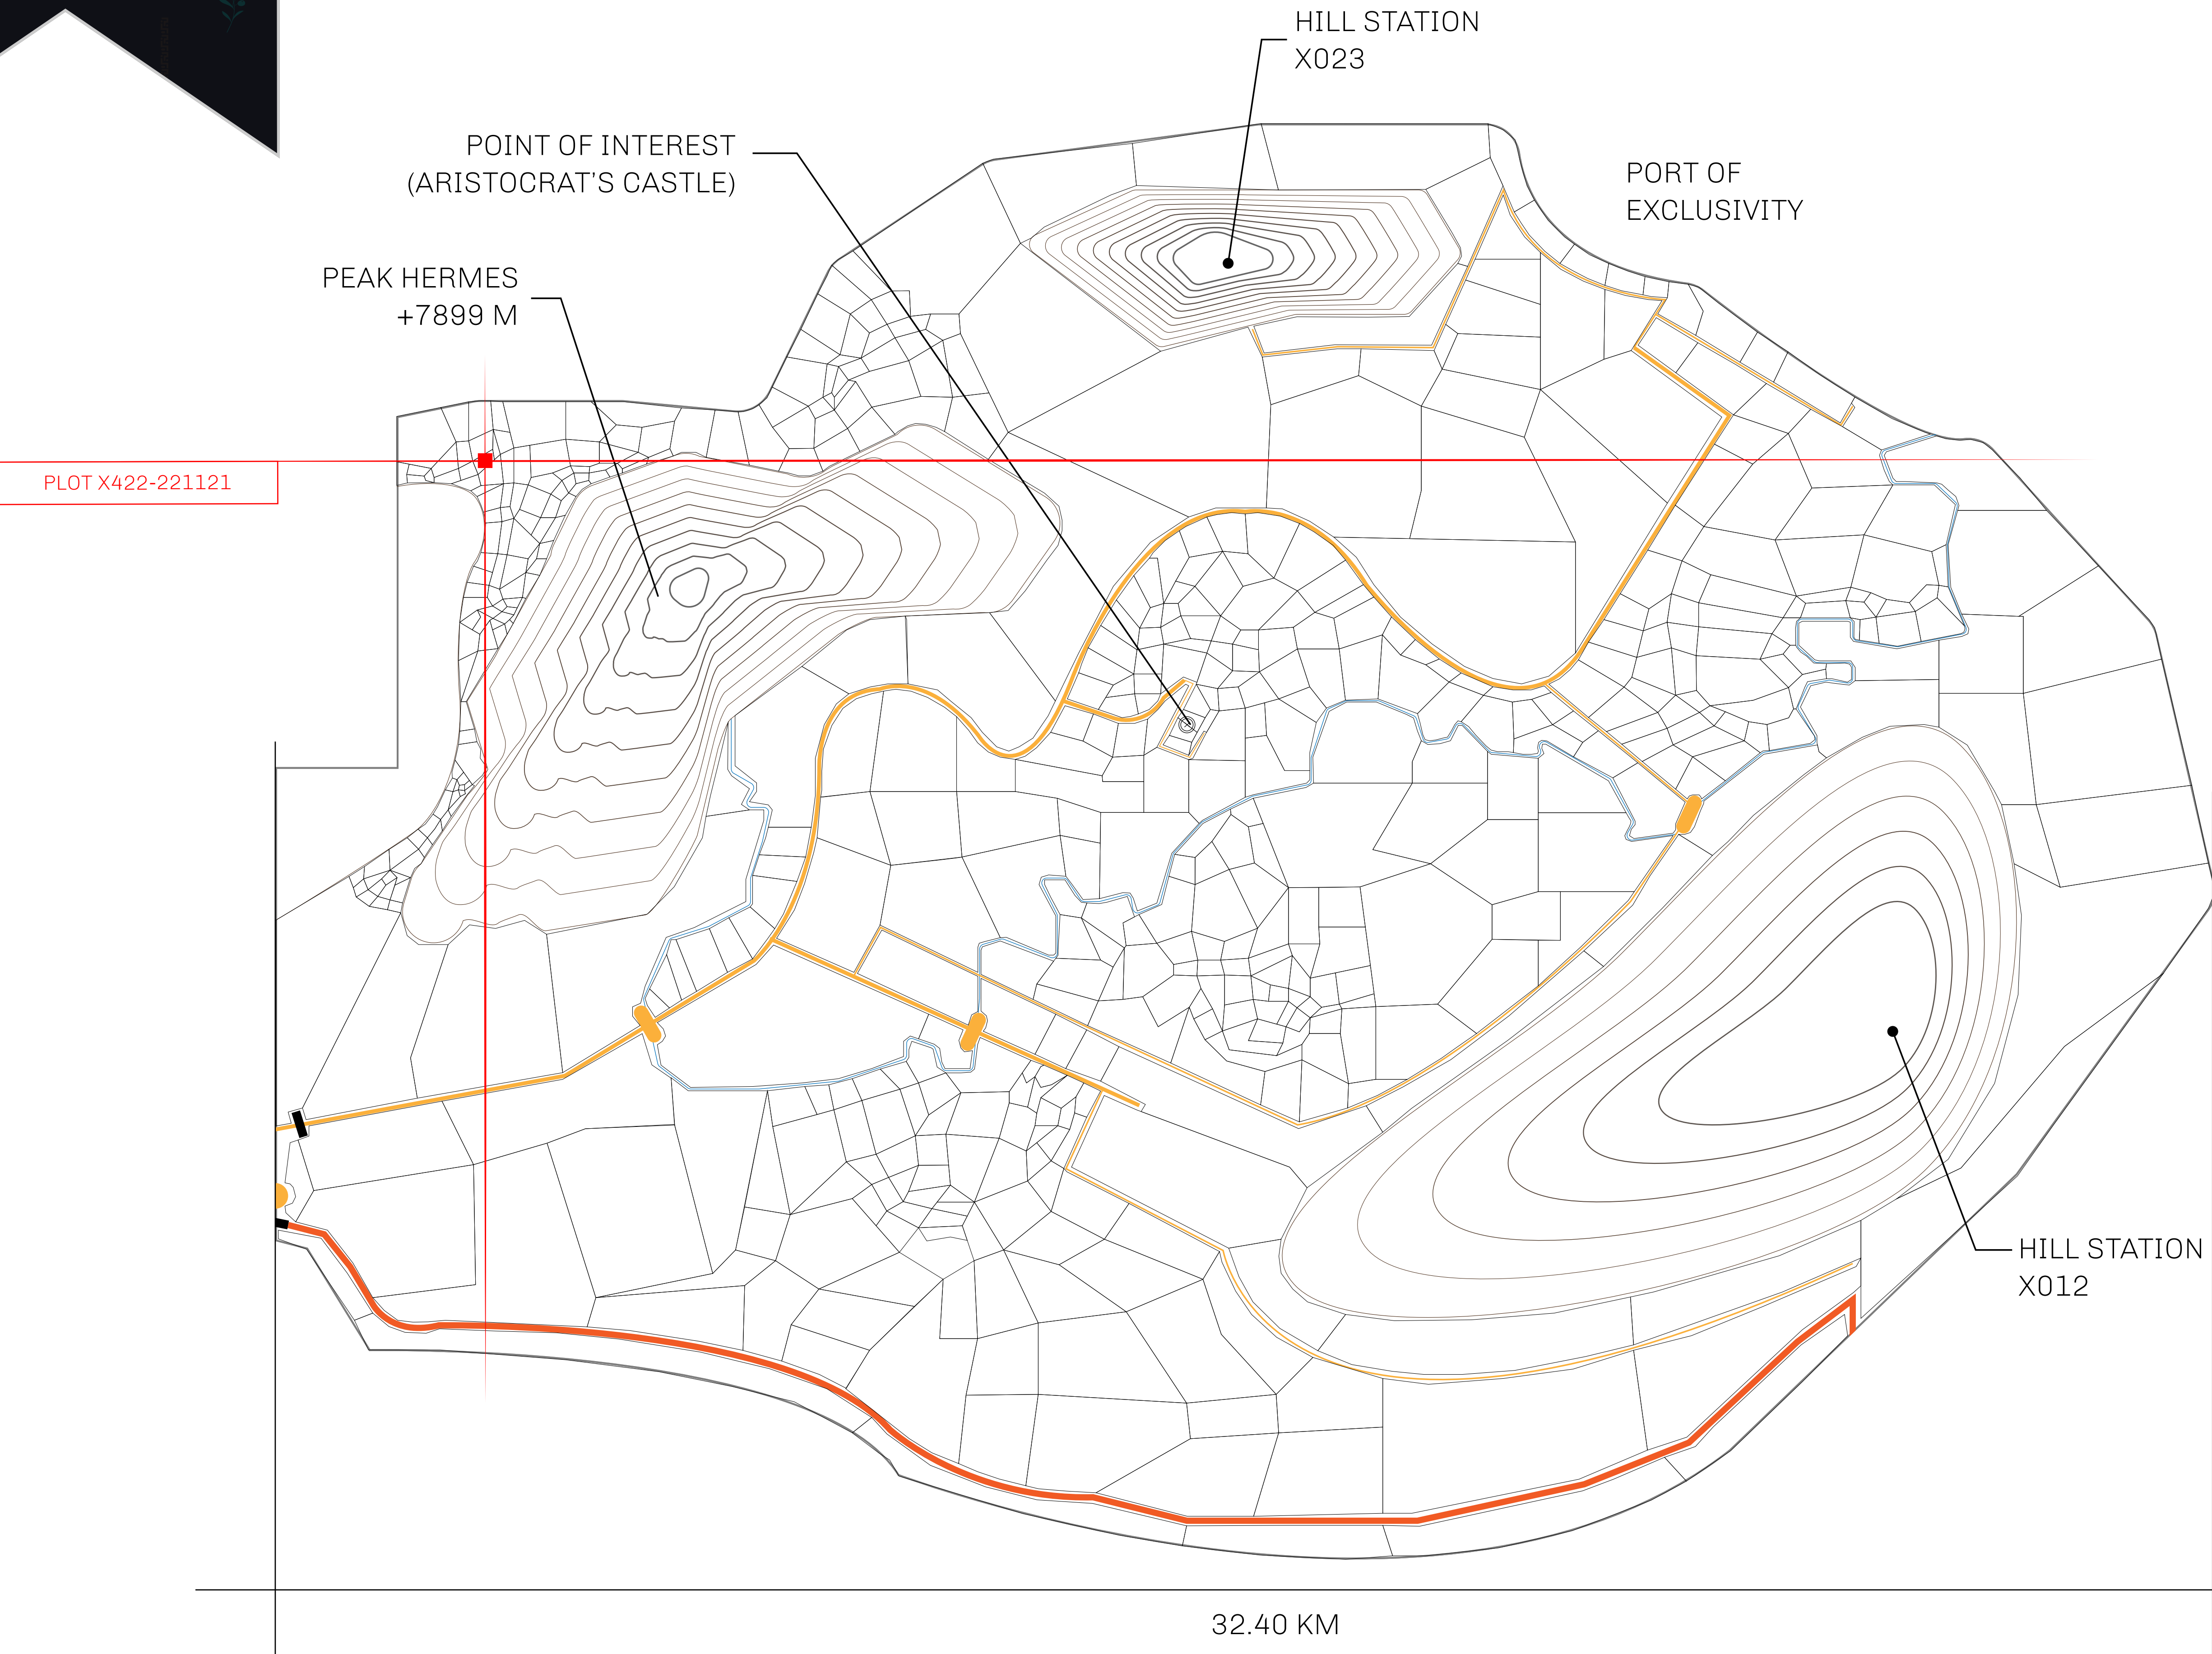 HILL STATION
X023
POINT OF INTEREST
(ARISTOCRAT'S CASTLE)
PORT OF
EXCLUSIVITY
PEAK HERMES
+7899 M
PLOT X422-221121
HILL STATION
X012
32.40 KM